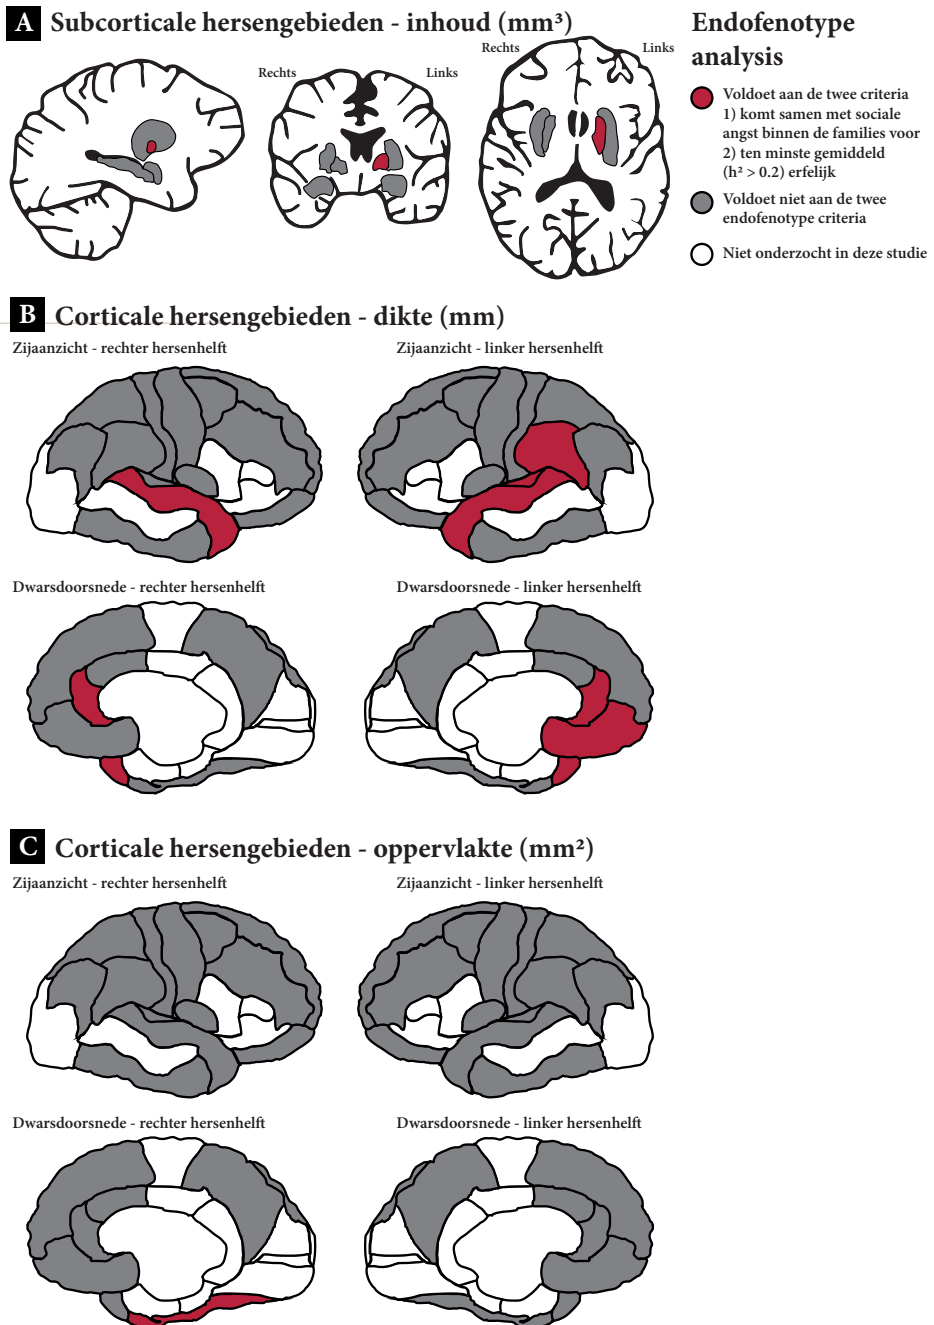 A Subcorticale hersengebieden - inhoud (mm³)
Rechts
Links
Rechts
Links
Endofenotype
analysis
Voldoet aan de twee criteria
1) komt samen met sociale
angst binnen de families voor
2) ten minste gemiddeld
(h² > 0.2) erfelijk
Voldoet niet aan de twee
endofenotype criteria
Niet onderzocht in deze studie
B Corticale hersengebieden - dikte (mm)
Zijaanzicht - rechter hersenhelft
Zijaanzicht - linker hersenhelft
Dwarsdoorsnede - rechter hersenhelft
Dwarsdoorsnede - linker hersenhelft
C Corticale hersengebieden - oppervlakte (mm²)
Zijaanzicht - rechter hersenhelft
Zijaanzicht - linker hersenhelft
Dwarsdoorsnede - rechter hersenhelft
Dwarsdoorsnede - linker hersenhelft